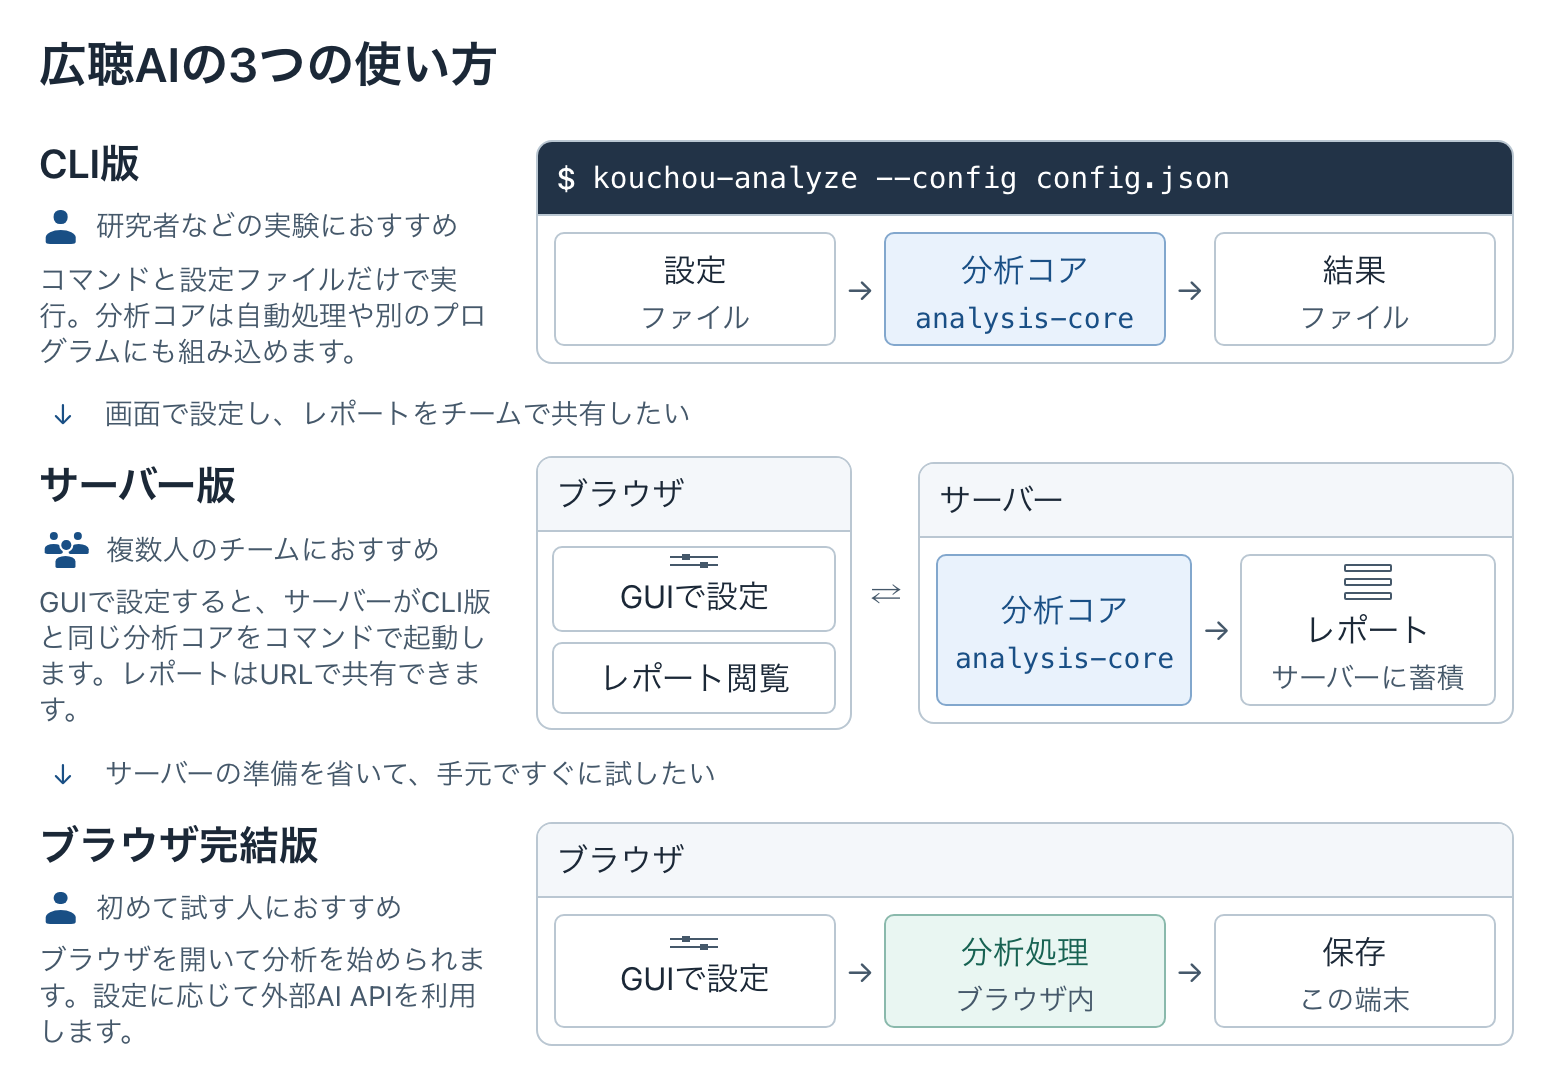 広聴AIの3つの使い方
CLI版
研究者などの実験におすすめ
コマンドと設定ファイルだけで実
行。分析コアは自動処理や別のプロ
グラムにも組み込めます。
$ kouchou-analyze --config config.json
設定
ファイル
→
分析コア
analysis-core
→
結果
ファイル
↓ 画面で設定し、レポートをチームで共有したい
サーバー版
複数人のチームにおすすめ
GUIで設定すると、サーバーがCLI版
と同じ分析コアをコマンドで起動し
ます。レポートはURLで共有できま
す。
ブラウザ
GUIで設定
レポート閲覧
⇄
サーバー
分析コア
analysis-core
→
レポート
サーバーに蓄積
↓ サーバーの準備を省いて、手元ですぐに試したい
ブラウザ完結版
初めて試す人におすすめ
ブラウザを開いて分析を始められま
す。設定に応じて外部AI APIを利用
します。
ブラウザ
GUIで設定
→
分析処理
ブラウザ内
→
保存
この端末